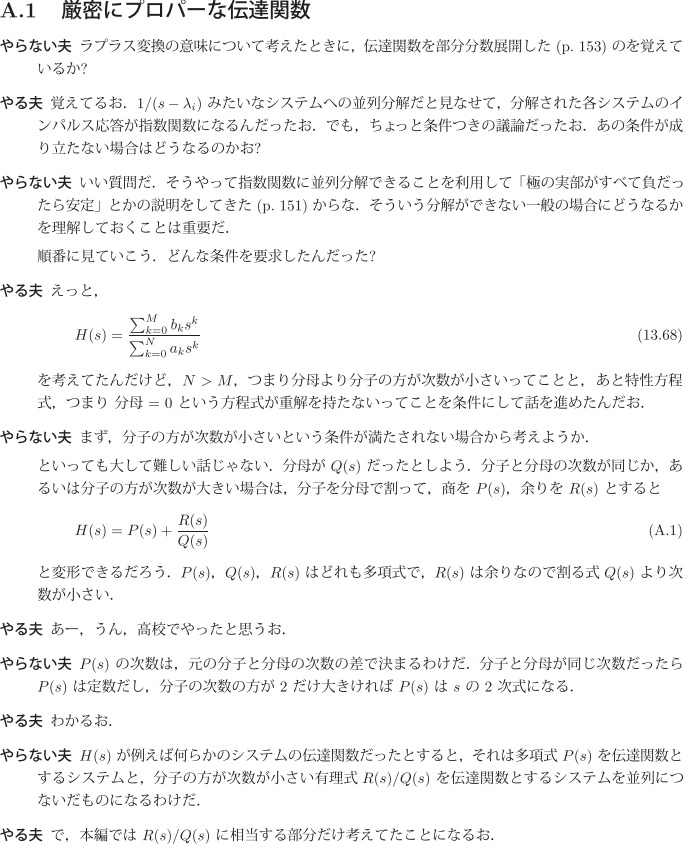 A.1 厳密にプロパーな伝達関数
やらない夫 ラプラス変換の意味について考えたときに，伝達関数を部分分数展開した (p. 153) のを覚えて
いるか?
やる夫 覚えてるお．1/(s − λi) みたいなシステムへの並列分解だと見なせて，分解された各システムのイ
ンパルス応答が指数関数になるんだったお．でも，ちょっと条件つきの議論だったお．あの条件が成
り立たない場合はどうなるのかお?
やらない夫 いい質問だ．そうやって指数関数に並列分解できることを利用して「極の実部がすべて負だっ
たら安定」とかの説明をしてきた (p. 151) からな．そういう分解ができない一般の場合にどうなるか
を理解しておくことは重要だ．
順番に見ていこう．どんな条件を要求したんだった?
やる夫 えっと，
H(s) = \frac{\sum_{k=0}^{M} b_k s^k}{\sum_{k=0}^{N} a_k s^k} (13.68)
を考えてたんだけど，N > M，つまり分母より分子の方が次数が小さいってことと，あと特性方程
式，つまり 分母 = 0 という方程式が重解を持たないってことを条件にして話を進めたんだお．
やらない夫 まず，分子の方が次数が小さいという条件が満たされない場合から考えようか．
といっても大して難しい話じゃない．分母が Q(s) だったとしよう．分子と分母の次数が同じか，あ
るいは分子の方が次数が大きい場合は，分子を分母で割って，商を P(s)，余りを R(s) とすると
H(s) = P(s) + \frac{R(s)}{Q(s)} (A.1)
と変形できるだろう．P(s)，Q(s)，R(s) はどれも多項式で，R(s) は余りなので割る式 Q(s) より次
数が小さい．
やる夫 あー，うん，高校でやったと思うお．
やらない夫 P(s) の次数は，元の分子と分母の次数の差で決まるわけだ．分子と分母が同じ次数だったら
P(s) は定数だし，分子の次数の方が 2 だけ大きければ P(s) は s の 2 次式になる．
やる夫 わかるお．
やらない夫 H(s) が例えば何らかのシステムの伝達関数だったとすると，それは多項式 P(s) を伝達関数と
するシステムと，分子の方が次数が小さい有理式 R(s)/Q(s) を伝達関数とするシステムを並列につ
ないだものになるわけだ．
やる夫 で，本編では R(s)/Q(s) に相当する部分だけ考えてたことになるお．